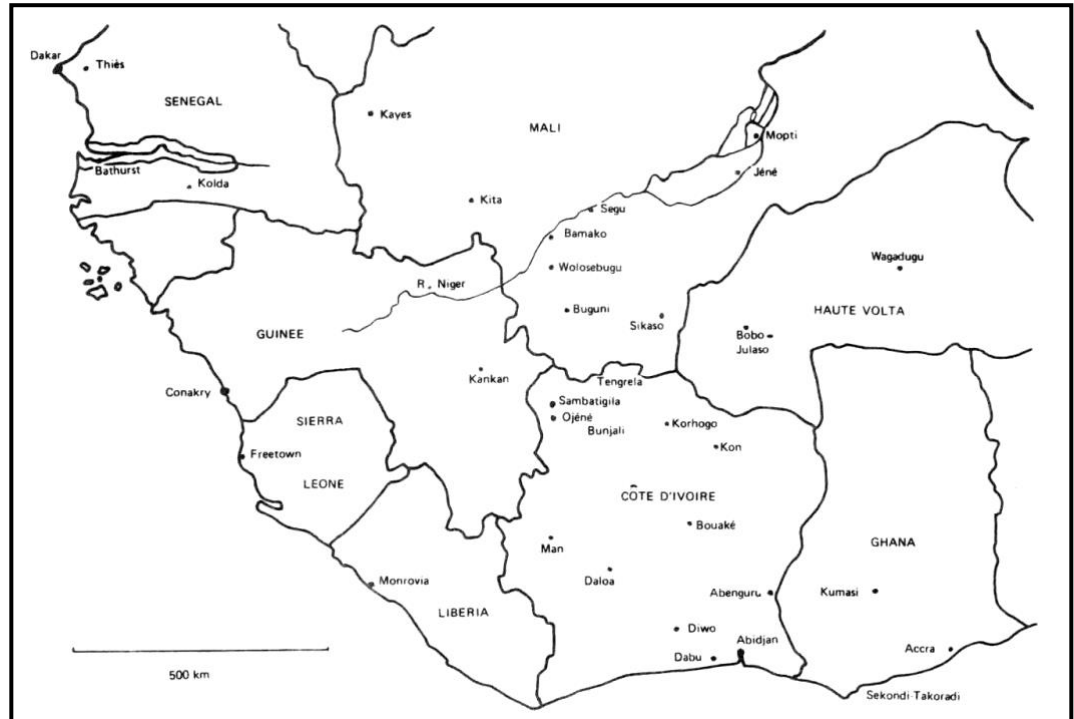 Dakar
Thiès
SENEGAL
Kayes
MALI
Mopti
Bathurst
Kolda
Jéné
Kita
Segu
Bamako
Wagadugu
Wolosebugu
R. Niger
Buguni
HAUTE VOLTA
Sikaso
GUINEE
Bobo
Julaso
Kankan
Tengrela
Conakry
Sambatigila
SIERRA
Ojéné
Korhogo
Bunjali
Kon
Freetown
LEONE
CÔTE D'IVOIRE
Bouaké
GHANA
Man
Monrovia
Daloa
Abenguru
Kumasi
LIBERIA
Diwo
Abidjan
Accra
Dabu
500 km
Sekondi-Takoradi